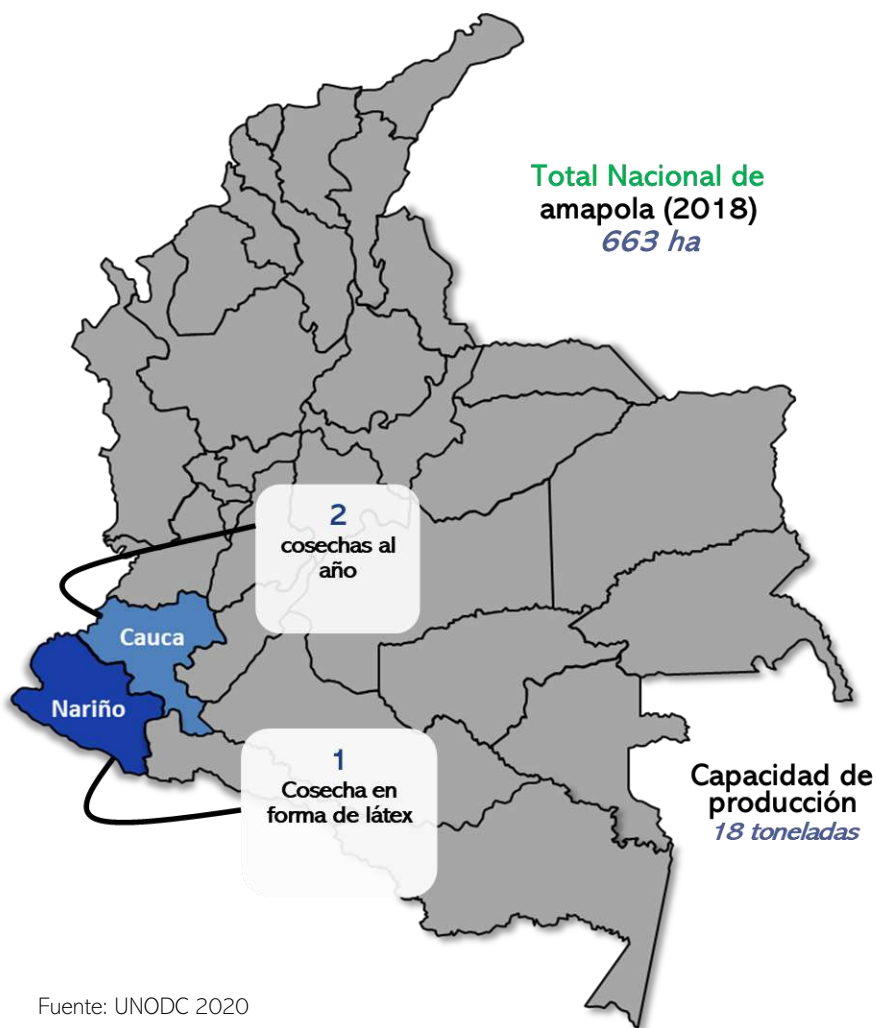 Total Nacional de
amapola (2018)
663 ha
2
cosechas al
año
Cauca
Nariño
1
Cosecha en
forma de látex
Capacidad de
producción
18 toneladas
Fuente: UNODC 2020